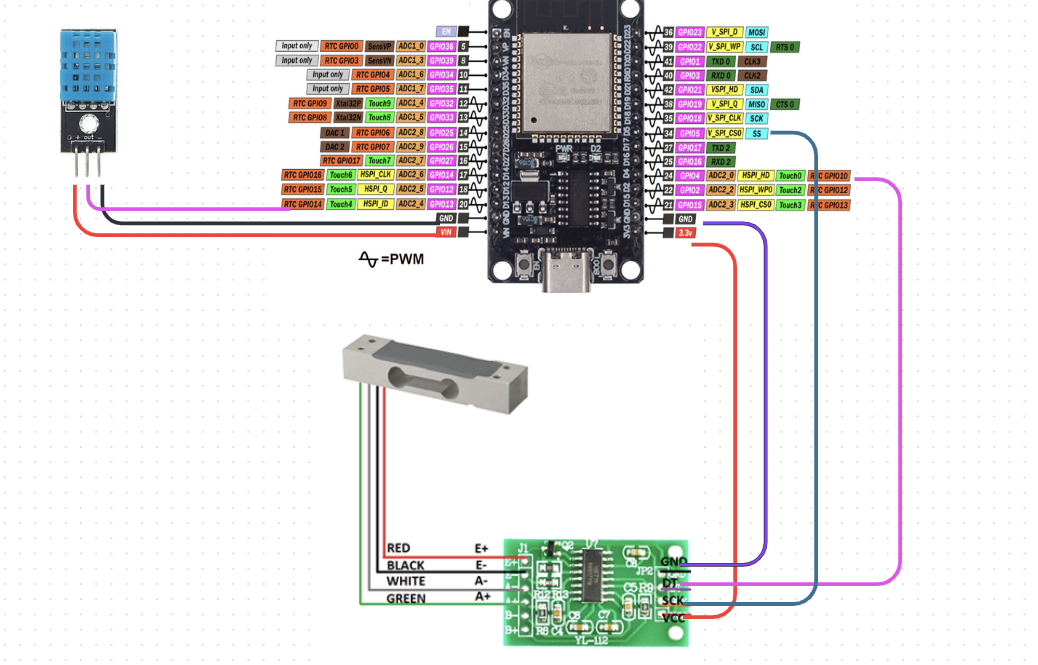 EN
Input only RTC GPIO0 SensVP ADC1_0 GPIO36 5
Input only RTC GPIO3 SensVN ADC1_3 GPIO39 8
Input only RTC GPIO4 ADC1_6 GPIO34 10
Input only RTC GPIO5 ADC1_7 GPIO35 11
RTC GPIO9 Xtal32P Touch9 ADC1_4 GPIO32 12
RTC GPIO8 Xtal32N Touch8 ADC1_5 GPIO33 13
DAC 1 RTC GPIO6 ADC2_8 GPIO25 14
DAC 2 RTC GPIO7 ADC2_9 GPIO26 15
RTC GPIO17 Touch7 ADC2_7 GPIO27 16
RTC GPIO16 Touch6 HSPI_CLK ADC2_6 GPIO14 17
RTC GPIO15 Touch5 HSPI_Q ADC2_5 GPIO12 18
RTC GPIO14 Touch4 HSPI_ID ADC2_4 GPIO13 20
GND
VIN
=PWM
+ out -
PWR D2
EN BOOT
36 GPIO23 V_SPI_D MOSI
39 GPIO22 V_SPI_WP SCL RTS 0
41 GPIO1 TXD 0 CLK3
40 GPIO3 RXD 0 CLK2
42 GPIO21 VSPI_HD SDA
38 GPIO19 V_SPI_Q MISO CTS 0
35 GPIO18 V_SPI_CLK SCK
34 GPIO5 V_SPI_CS0 SS
27 GPIO17 TXD 2
25 GPIO16 RXD 2
24 GPIO4 ADC2_0 HSPI_HD Touch0 RTC GPIO10
22 GPIO2 ADC2_2 HSPI_WP0 Touch2 RTC GPIO12
21 GPIO15 ADC2_3 HSPI_CS0 Touch3 RTC GPIO13
GND
3.3v
RED E+
BLACK E-
WHITE A-
GREEN A+
J1 Q2 U7
E+
A+
B-
B+
R12 R13
R6 C4
C6 C7
C5 R9
C8
JP2
YL-112
GND
DT
SCK
VCC